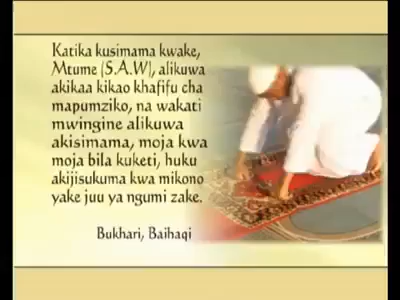 Katika kusimama kwake,
Mtume (S.A.W), alikuwa
akikaa kikao khafifu cha
mapumziko, na wakati
mwingine alikuwa
akisimama, moja kwa
moja bila kuketi, huku
akijisukuma kwa mikono
yake juu ya ngumi zake.
Bukhari, Baihaqi